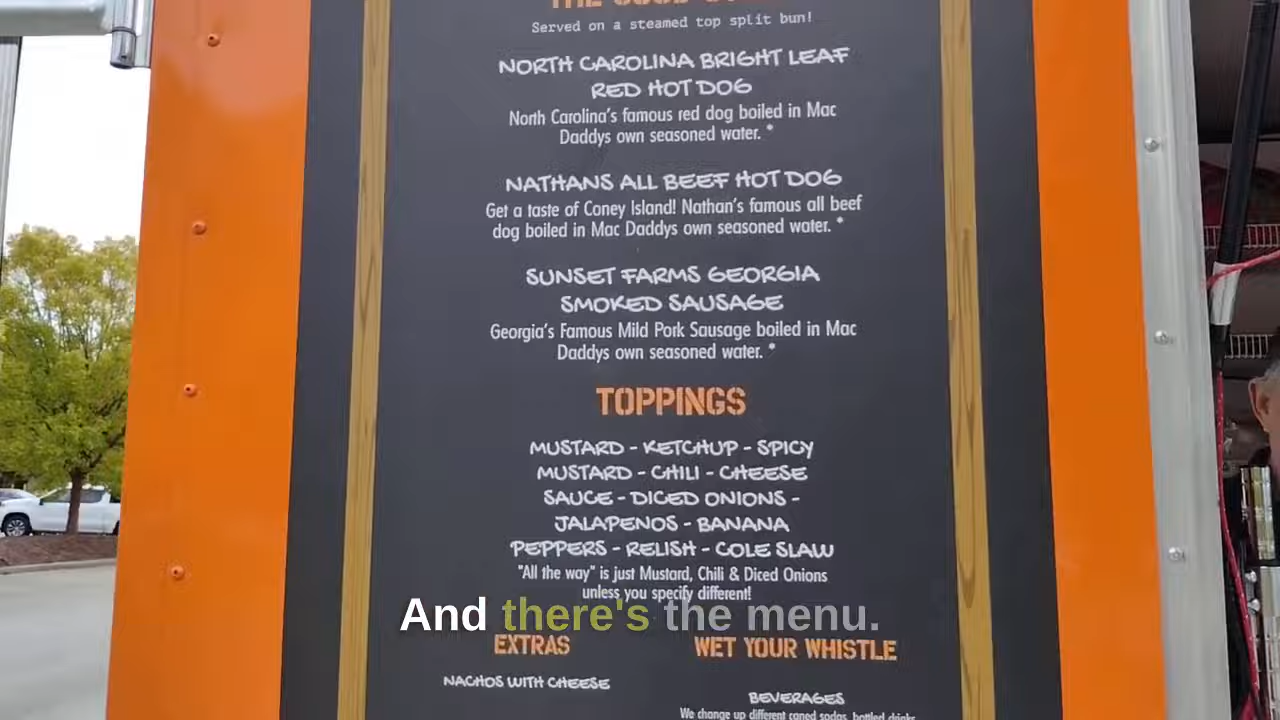 Served on a steamed top split bun!
NORTH CAROLINA BRIGHT LEAF
RED HOT DOG
North Carolina's famous red dog boiled in Mac
Daddys own seasoned water. *
NATHANS ALL BEEF HOT DOG
Get a taste of Coney Island! Nathan's famous all beef
dog boiled in Mac Daddys own seasoned water. *
SUNSET FARMS GEORGIA
SMOKED SAUSAGE
Georgia's Famous Mild Pork Sausage boiled in Mac
Daddys own seasoned water. *
TOPPINGS
MUSTARD - KETCHUP - SPICY
MUSTARD - CHILI - CHEESE
SAUCE - DICED ONIONS -
JALAPENOS - BANANA
PEPPERS - RELISH - COLE SLAW
"All the way" is just Mustard, Chili & Diced Onions
unless you specify different!
And there's the menu.
EXTRAS
WET YOUR WHISTLE
NACHOS WITH CHEESE
BEVERAGES
We change up different caned sodas, bottled drinks